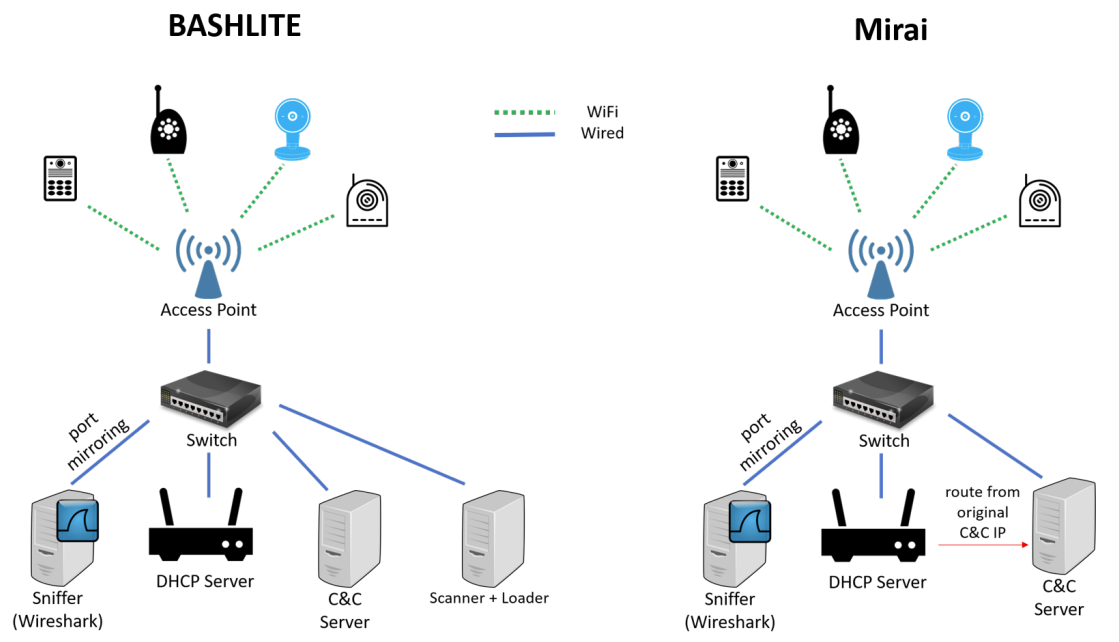 BASHLITE
Mirai
WiFi
Wired
Access Point
Access Point
port
mirroring
Switch
port
mirroring
Switch
route from
original
C&C IP
DHCP Server
DHCP Server
Sniffer
(Wireshark)
C&C
Server
Scanner + Loader
Sniffer
(Wireshark)
C&C
Server